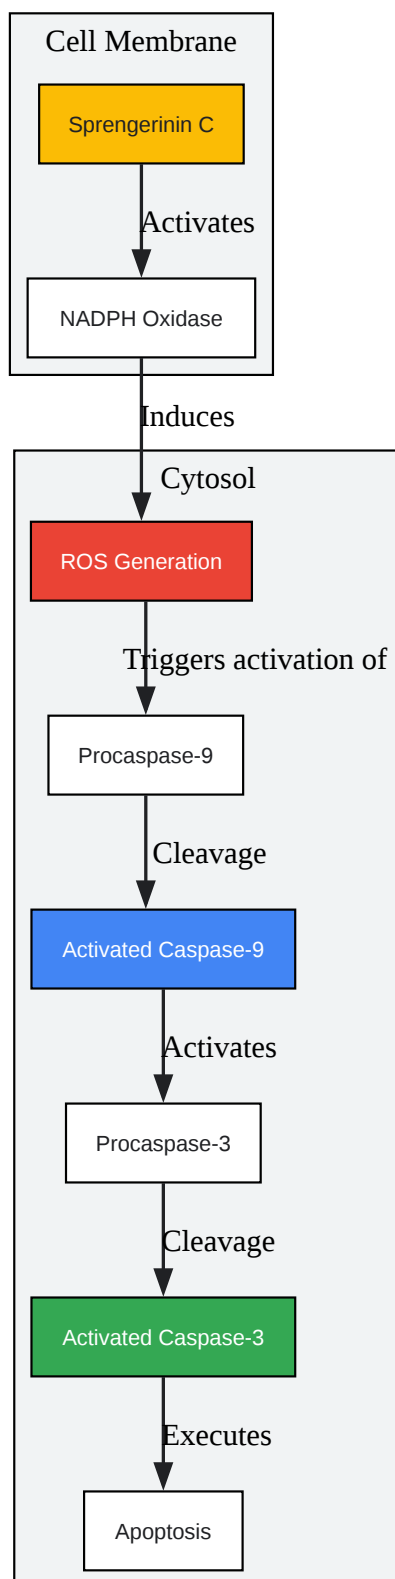 Cell Membrane
Sprengerinin C
Activates
NADPH Oxidase
Induces
Cytosol
ROS Generation
Triggers activation of
Procaspase-9
Cleavage
Activated Caspase-9
Activates
Procaspase-3
Cleavage
Activated Caspase-3
Executes
Apoptosis